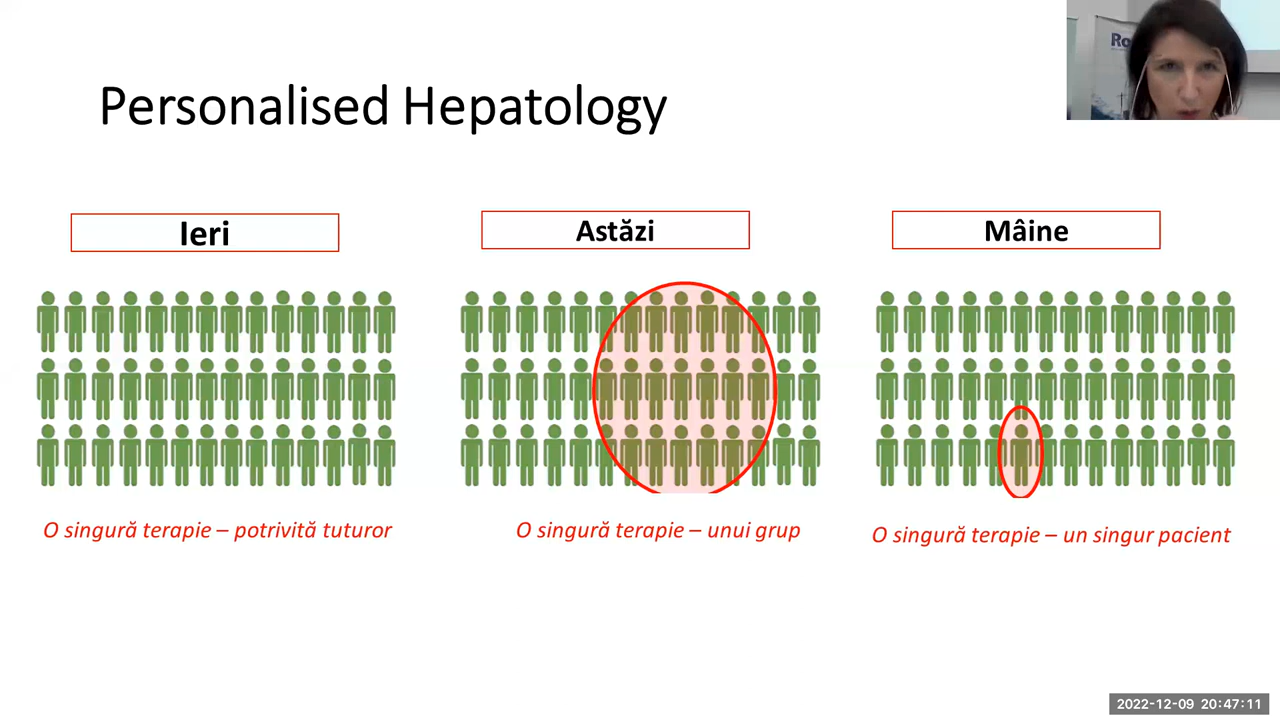 Personalised Hepatology
Ieri
Astăzi
Mâine
O singură terapie – potrivită tuturor
O singură terapie – unui grup
O singură terapie – un singur pacient
2022-12-09 20:47:11